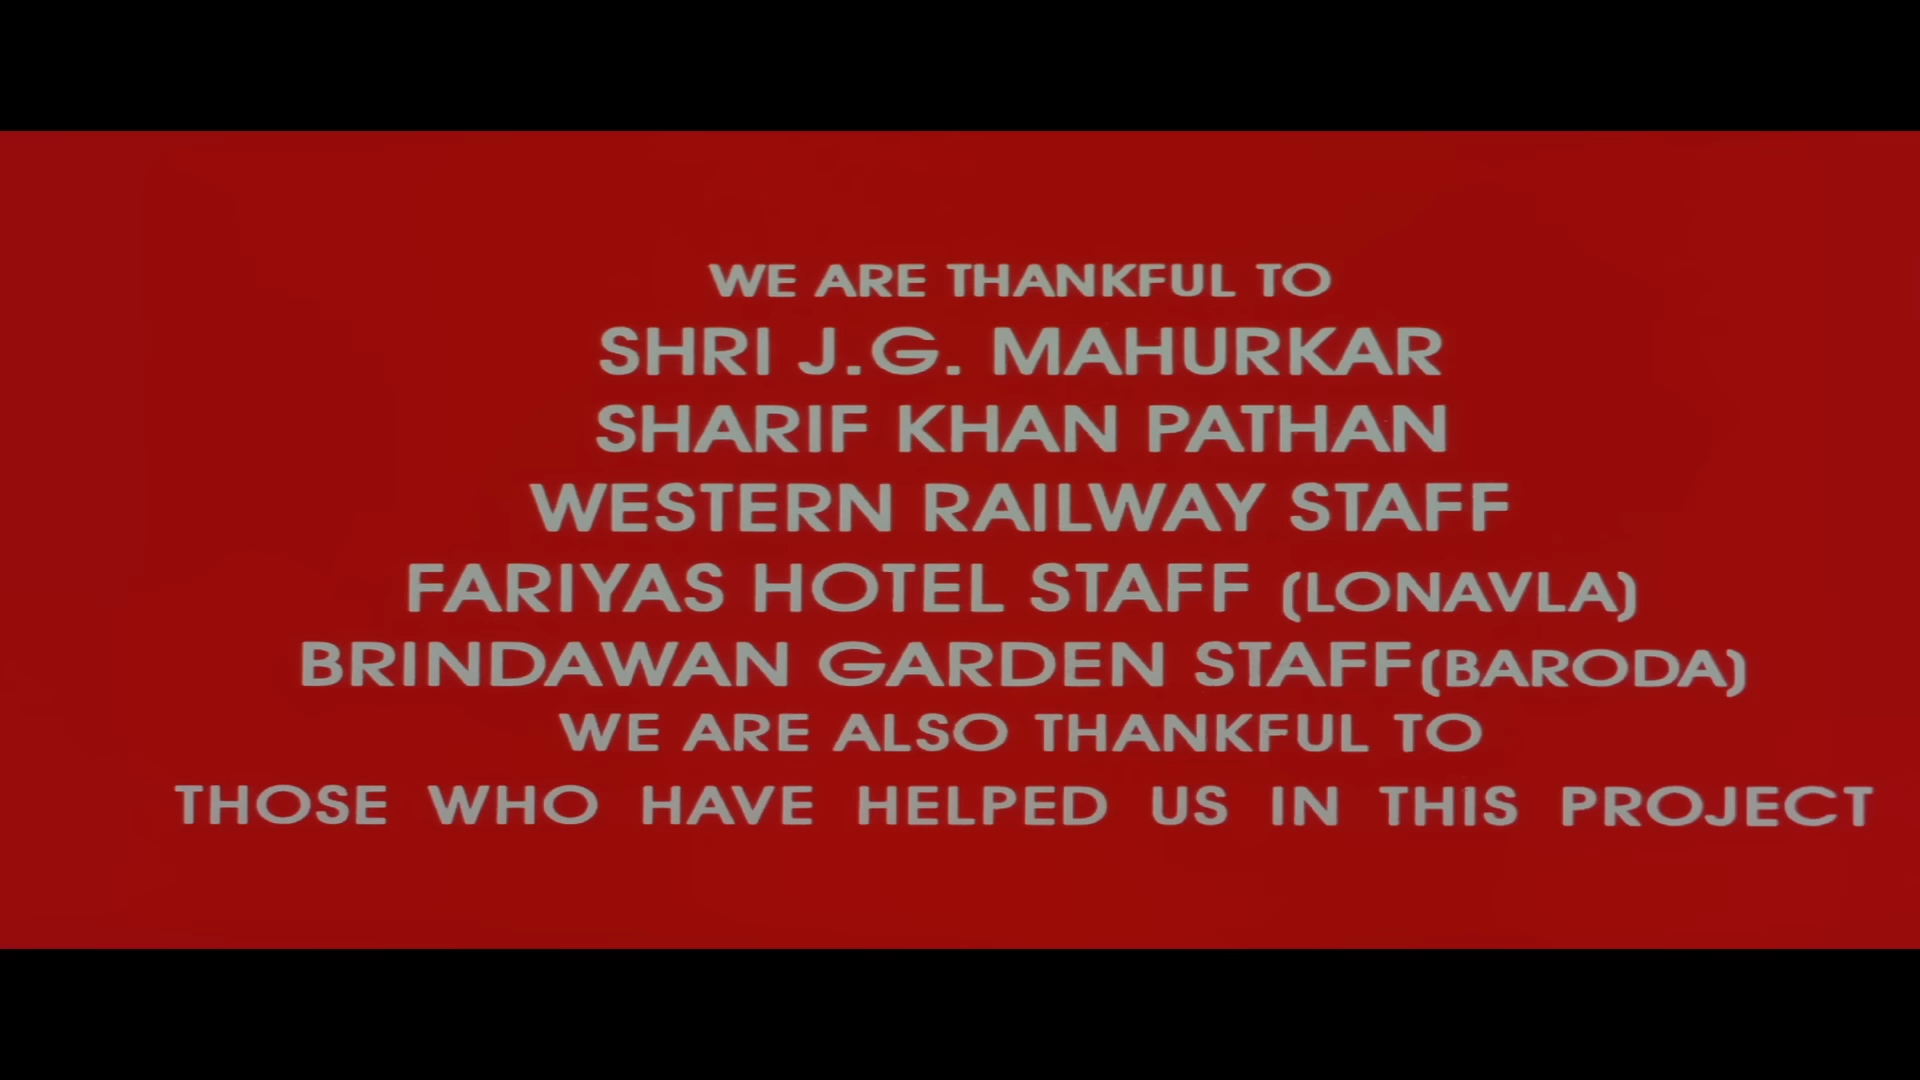 WE ARE THANKFUL TO
SHRI J.G. MAHURKAR
SHARIF KHAN PATHAN
WESTERN RAILWAY STAFF
FARIYAS HOTEL STAFF (LONAVLA)
BRINDAWAN GARDEN STAFF(BARODA)
WE ARE ALSO THANKFUL TO
THOSE WHO HAVE HELPED US IN THIS PROJECT